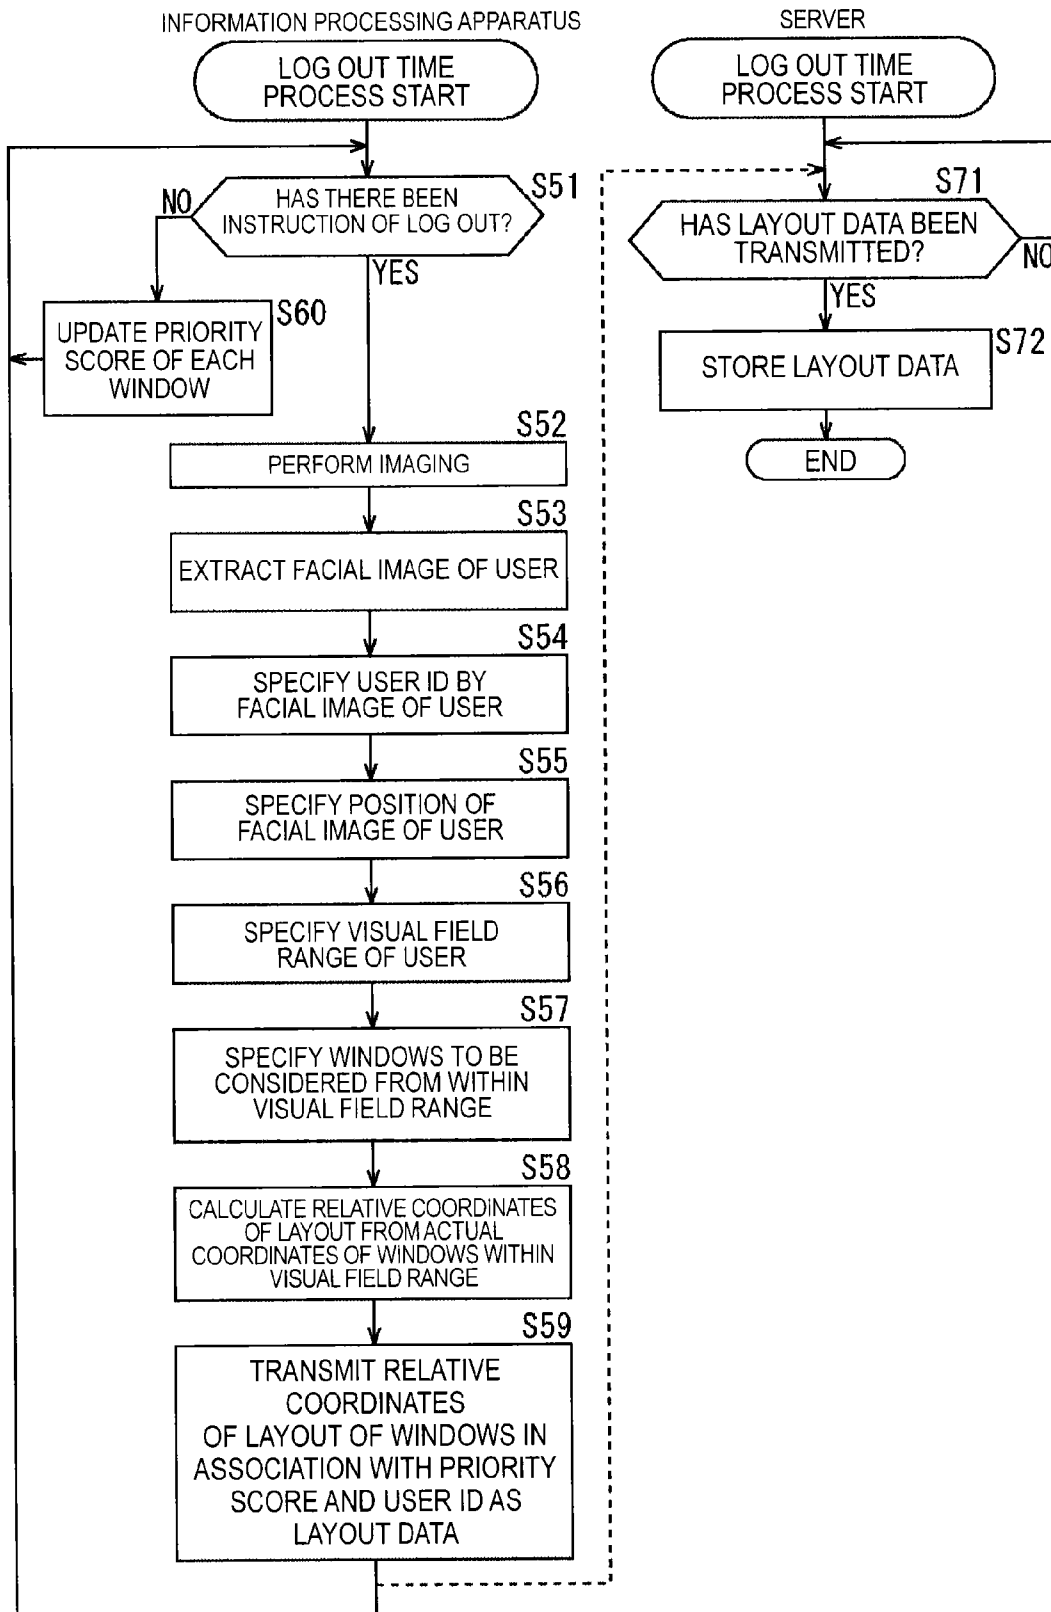 INFORMATION PROCESSING APPARATUS
LOG OUT TIME
PROCESS START
S51
HAS THERE BEEN
INSTRUCTION OF LOG OUT?
NO
YES
S60
UPDATE PRIORITY
SCORE OF EACH
WINDOW
S52
PERFORM IMAGING
S53
EXTRACT FACIAL IMAGE OF USER
S54
SPECIFY USER ID BY
FACIAL IMAGE OF USER
S55
SPECIFY POSITION OF
FACIAL IMAGE OF USER
S56
SPECIFY VISUAL FIELD
RANGE OF USER
S57
SPECIFY WINDOWS TO BE
CONSIDERED FROM WITHIN
VISUAL FIELD RANGE
S58
CALCULATE RELATIVE COORDINATES
OF LAYOUT FROM ACTUAL
COORDINATES OF WINDOWS WITHIN
VISUAL FIELD RANGE
S59
TRANSMIT RELATIVE
COORDINATES
OF LAYOUT OF WINDOWS IN
ASSOCIATION WITH PRIORITY
SCORE AND USER ID AS
LAYOUT DATA
SERVER
LOG OUT TIME
PROCESS START
S71
HAS LAYOUT DATA BEEN
TRANSMITTED?
NO
YES
S72
STORE LAYOUT DATA
END